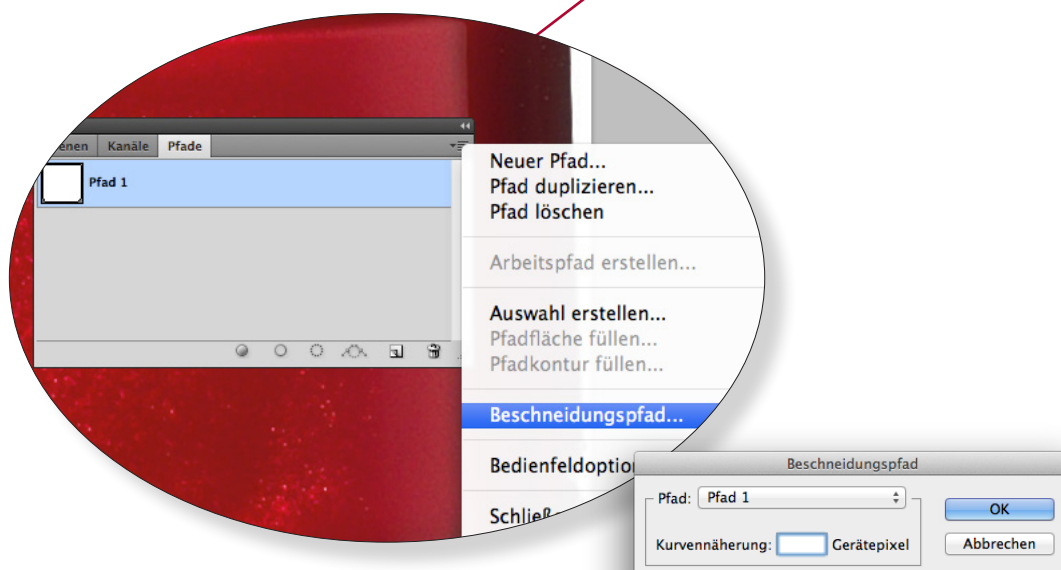 enen Kanäle Pfade
Pfad 1
Neuer Pfad...
Pfad duplizieren...
Pfad löschen
Arbeitspfad erstellen...
Auswahl erstellen...
Pfadfläche füllen...
Pfadkontur füllen...
Beschneidungspfad...
Bedienfeldoptio
Schließ
Beschneidungspfad
Pfad: Pfad 1
OK
Kurvennäherung: Gerätepixel
Abbrechen